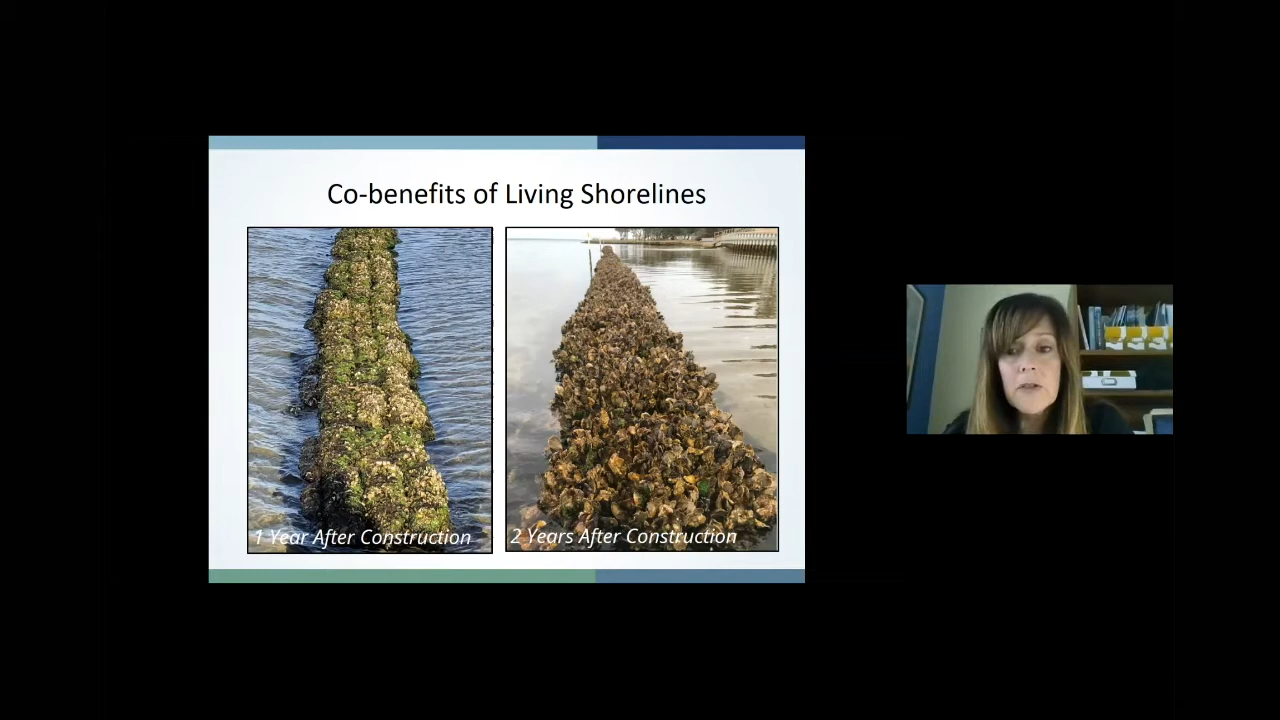 Co-benefits of Living Shorelines
1 Year After Construction
2 Years After Construction